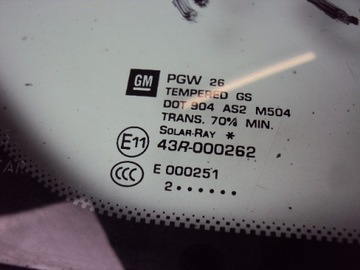 GM
PGW 26
TEMPERED GS
DOT 904 AS2 M504
TRANS. 70% MIN.
SOLAR-RAY *
E11 43R-000262
CCC E 000251
2 • • • • • •